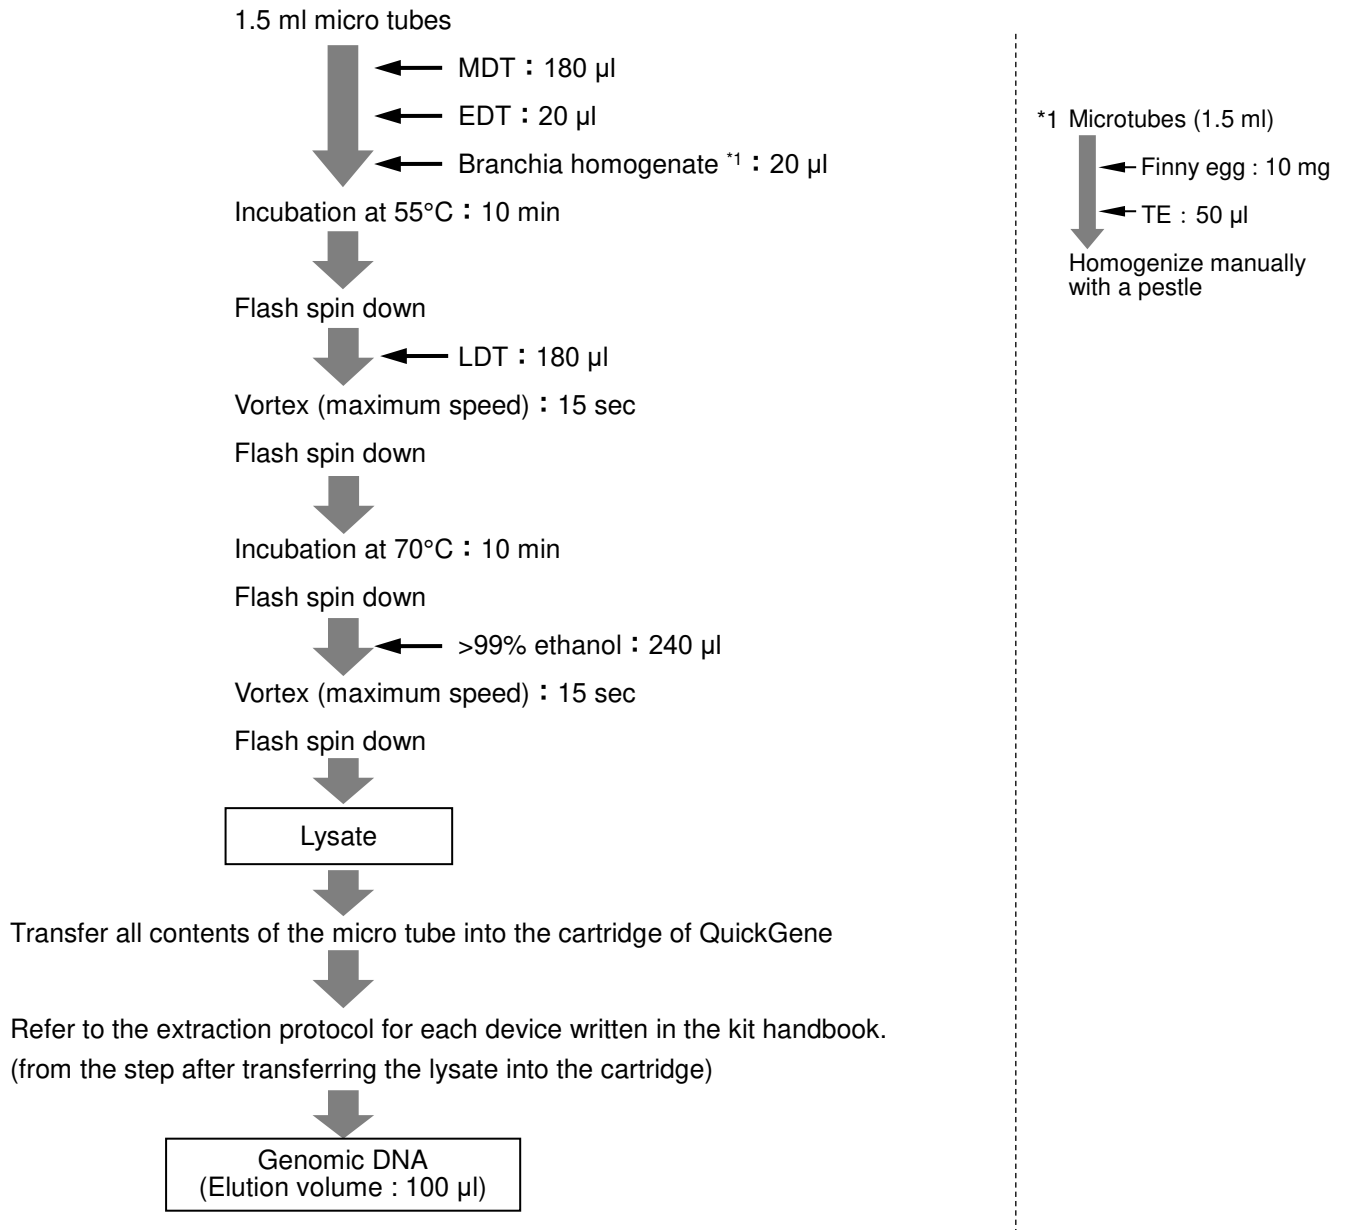 1.5 ml micro tubes
MDT : 180 µl
EDT : 20 µl
Branchia homogenate *1 : 20 µl
Incubation at 55°C : 10 min
Flash spin down
LDT : 180 µl
Vortex (maximum speed) : 15 sec
Flash spin down
Incubation at 70°C : 10 min
Flash spin down
>99% ethanol : 240 µl
Vortex (maximum speed) : 15 sec
Flash spin down
Lysate
Transfer all contents of the micro tube into the cartridge of QuickGene
Refer to the extraction protocol for each device written in the kit handbook.
(from the step after transferring the lysate into the cartridge)
Genomic DNA
(Elution volume : 100 µl)
*1 Microtubes (1.5 ml)
Finny egg : 10 mg
TE : 50 µl
Homogenize manually
with a pestle